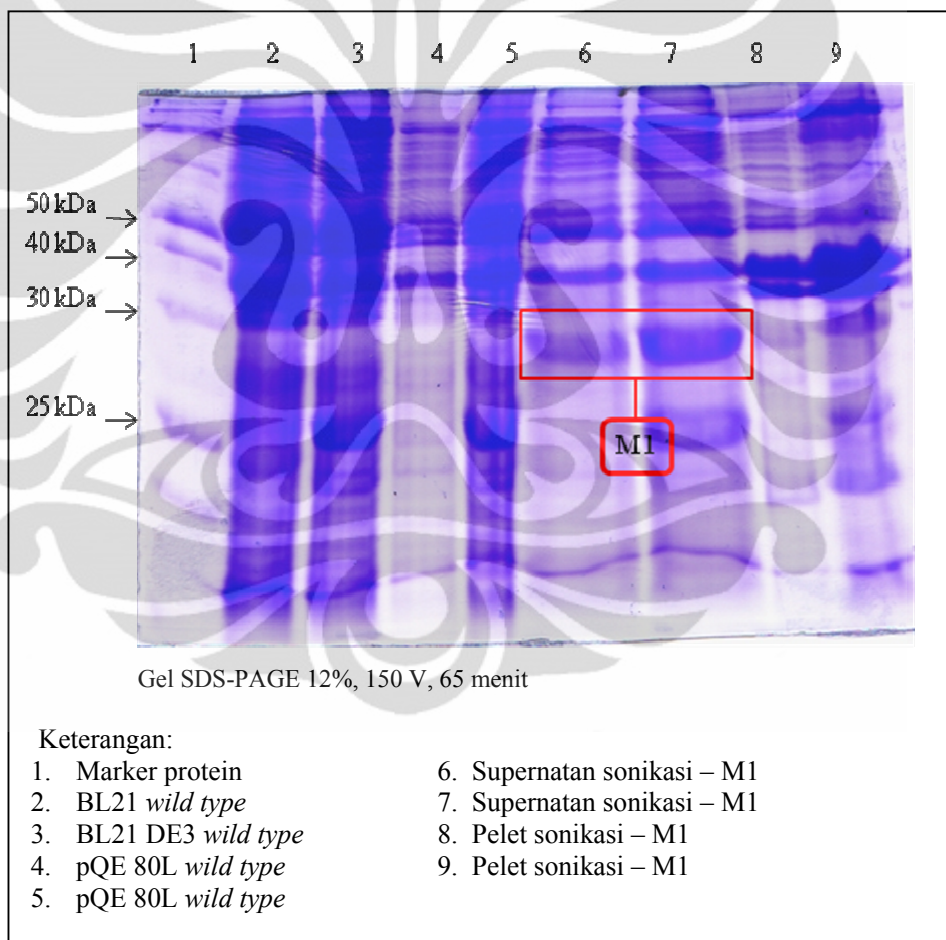 1 2 3 4 5 6 7 8 9
50 kDa
40 kDa
30 kDa
25 kDa
M1
Gel SDS-PAGE 12%, 150 V, 65 menit
Keterangan:
1. Marker protein
2. BL21 wild type
3. BL21 DE3 wild type
4. pQE 80L wild type
5. pQE 80L wild type
6. Supernatan sonikasi – M1
7. Supernatan sonikasi – M1
8. Pelet sonikasi – M1
9. Pelet sonikasi – M1